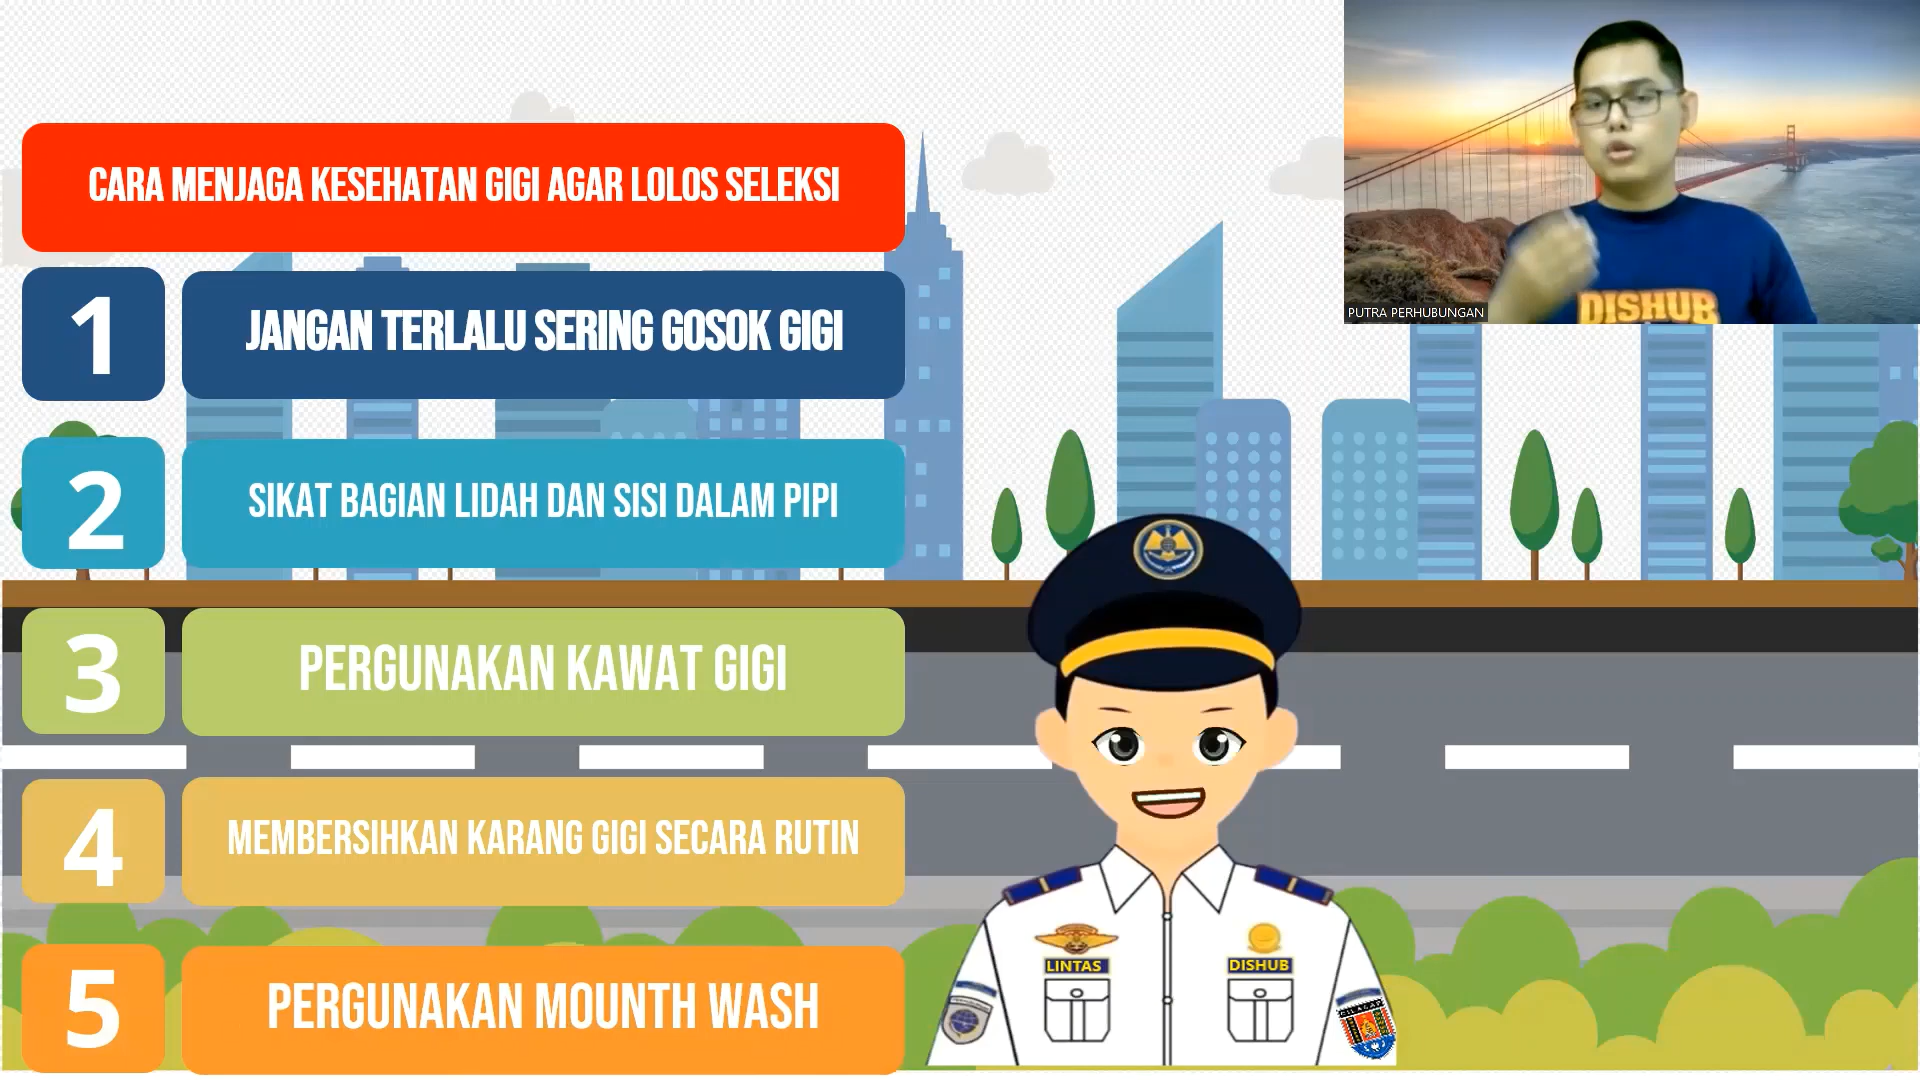 CARA MENJAGA KESEHATAN GIGI AGAR LOLOS SELEKSI
1
JANGAN TERLALU SERING GOSOK GIGI
2
SIKAT BAGIAN LIDAH DAN SISI DALAM PIPI
3
PERGUNAKAN KAWAT GIGI
4
MEMBERSIHKAN KARANG GIGI SECARA RUTIN
5
PERGUNAKAN MOUNTH WASH
DISHUB
PUTRA PERHUBUNGAN
LINTAS
DISHUB